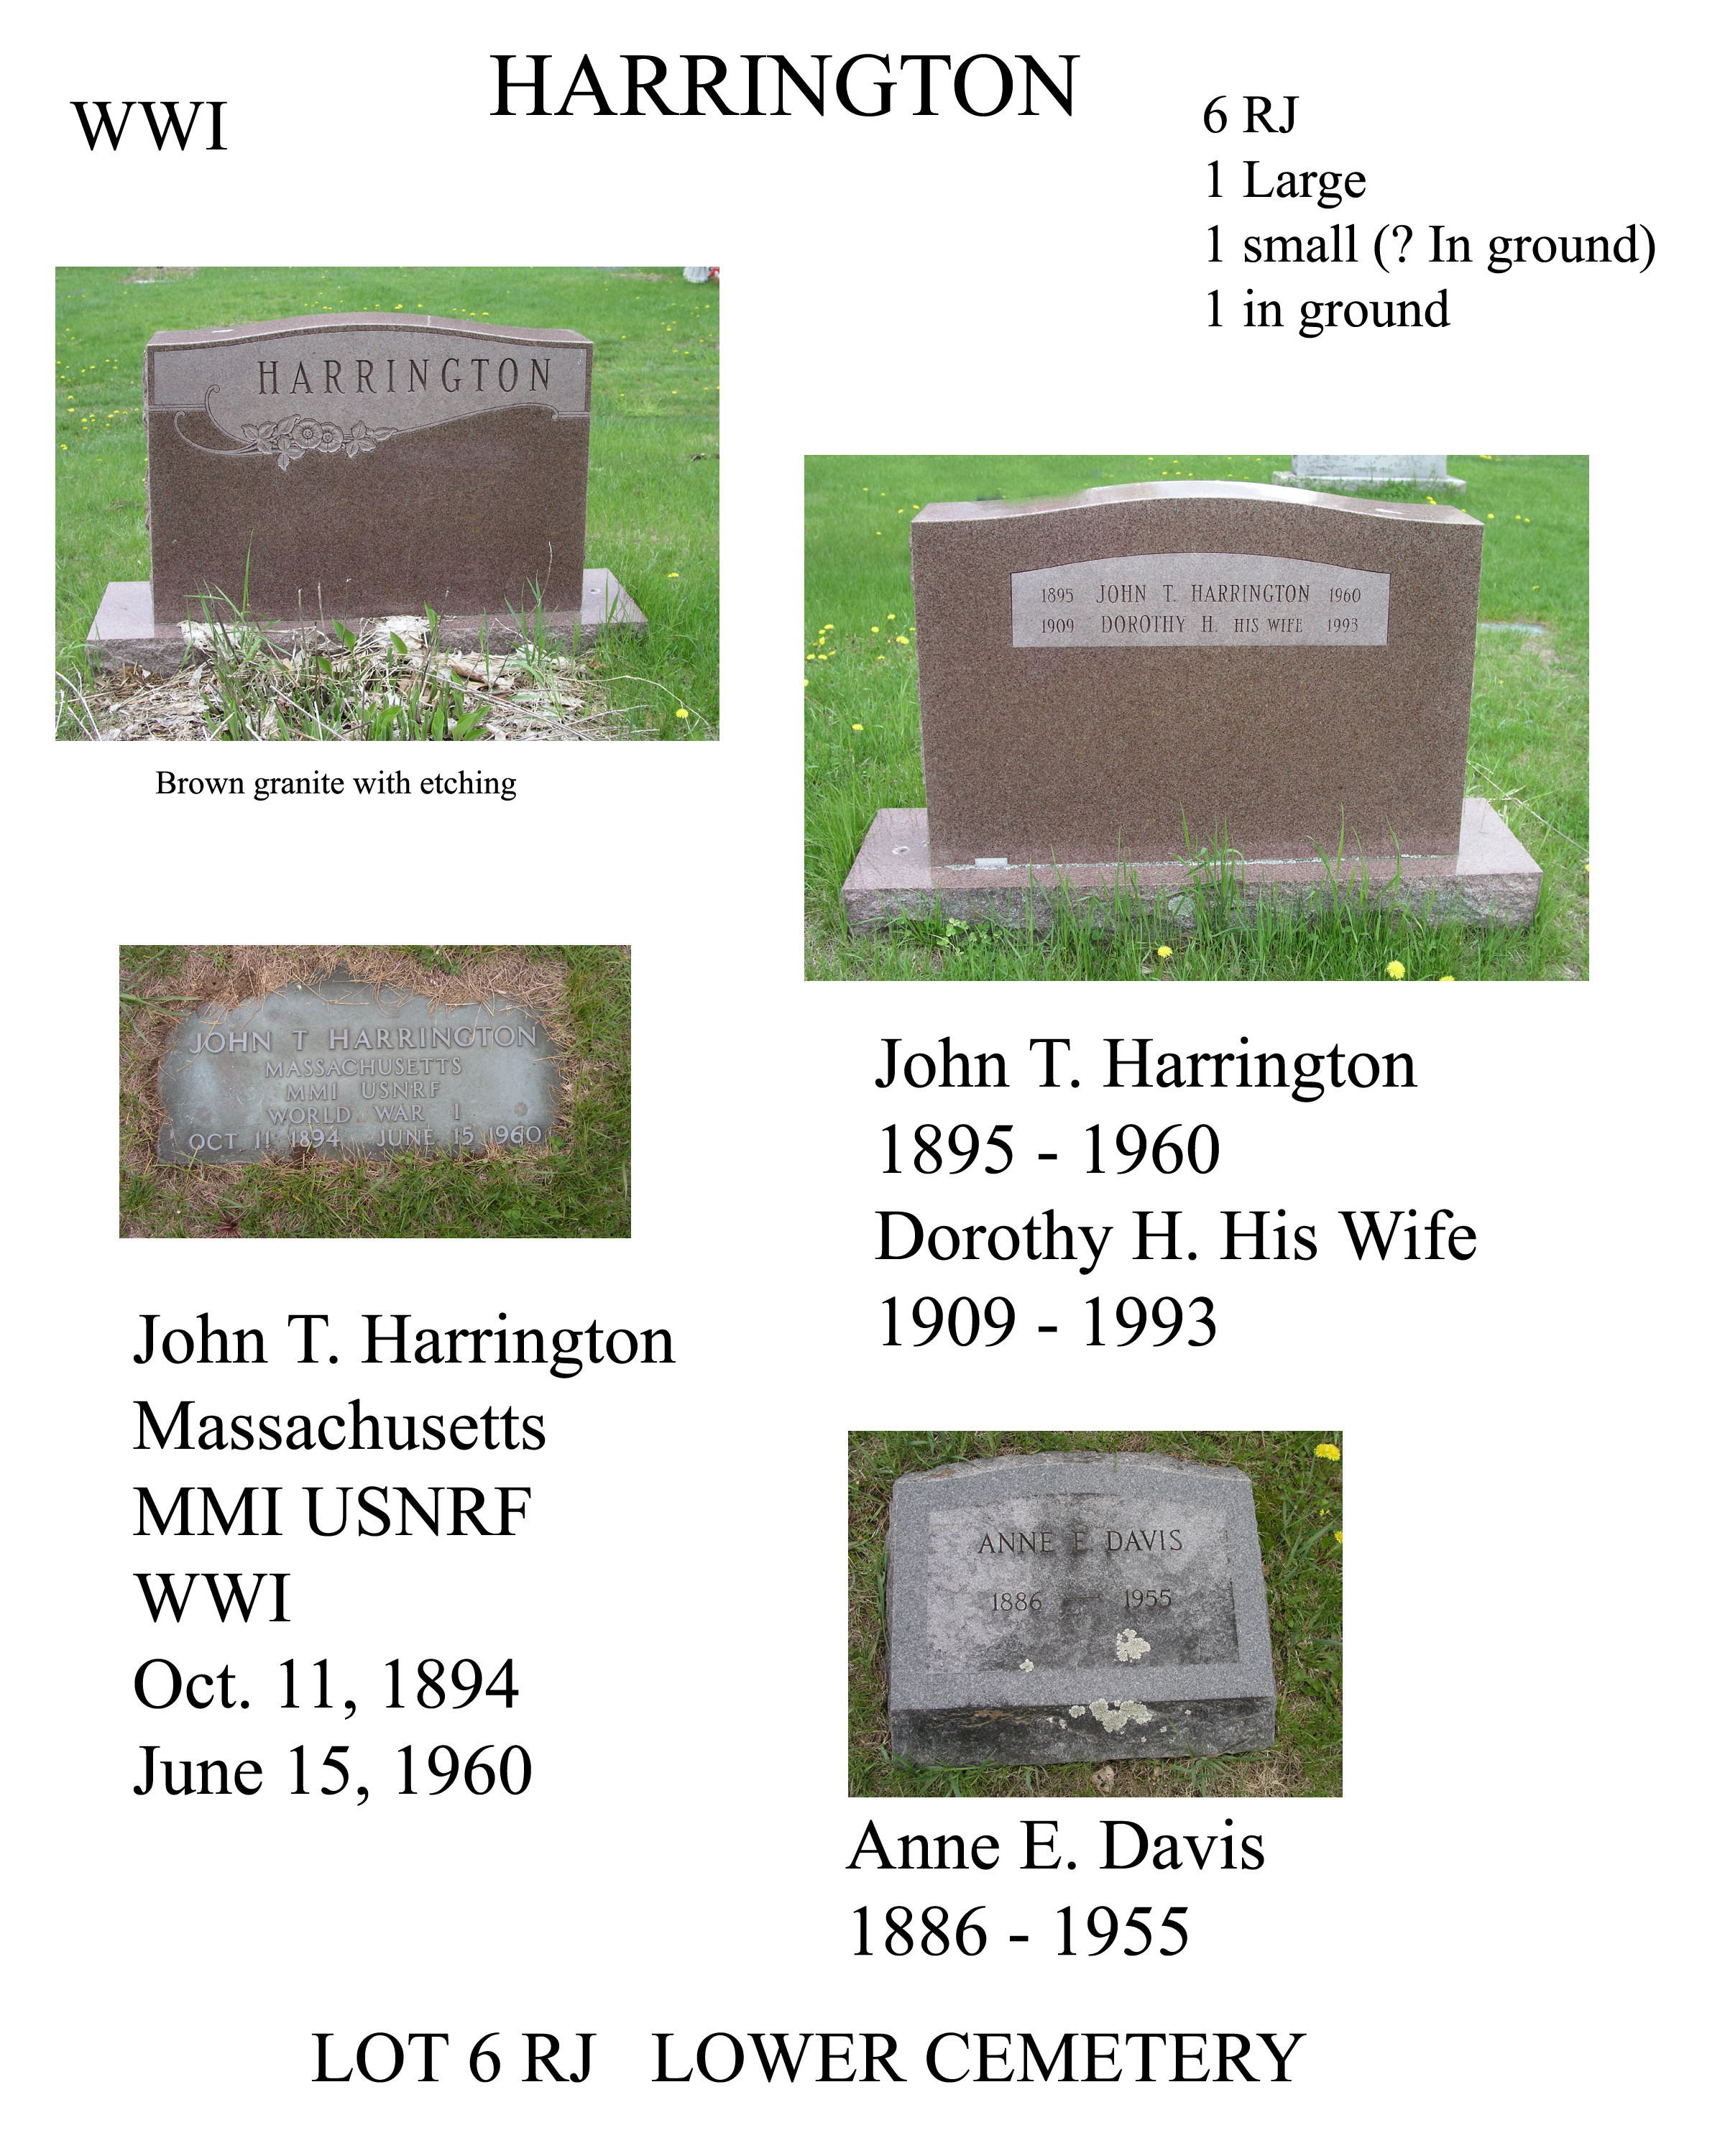 HARRINGTON
WWI
6 RJ
1 Large
1 small (? In ground)
1 in ground
HARRINGTON
Brown granite with etching
1895 JOHN T. HARRINGTON 1960
1909 DOROTHY H. HIS WIFE 1993
JOHN T HARRINGTON
MASSACHUSETTS
MM1 USNRF
WORLD WAR I
OCT 11 1894 JUNE 15 1960
John T. Harrington
1895 - 1960
Dorothy H. His Wife
1909 - 1993
John T. Harrington
Massachusetts
MMI USNRF
WWI
Oct. 11, 1894
June 15, 1960
ANNE E. DAVIS
1886 — 1955
Anne E. Davis
1886 - 1955
LOT 6 RJ LOWER CEMETERY